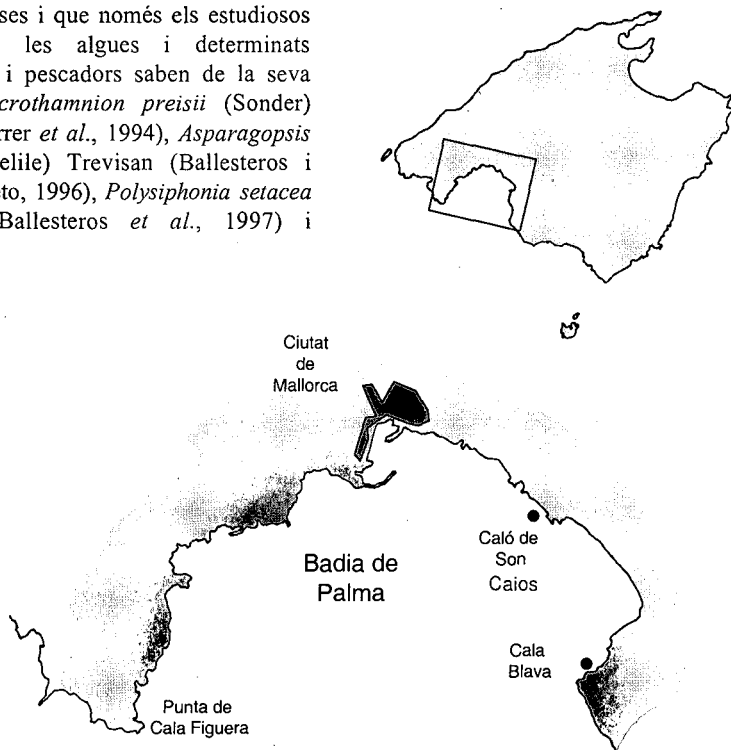 ses i que només els estudiosos
les algues i determinats
i pescadors saben de la seva
crothamnion preisii (Sonder)
rrer et al., 1994), Asparagopsis
elile) Trevisan (Ballesteros i
eto, 1996), Polysiphonia setacea
Ballesteros et al., 1997) i
Ciutat
de
Mallorca
Badia de
Palma
Caló de
Son
Caios
Cala
Blava
Punta de
Cala Figuera